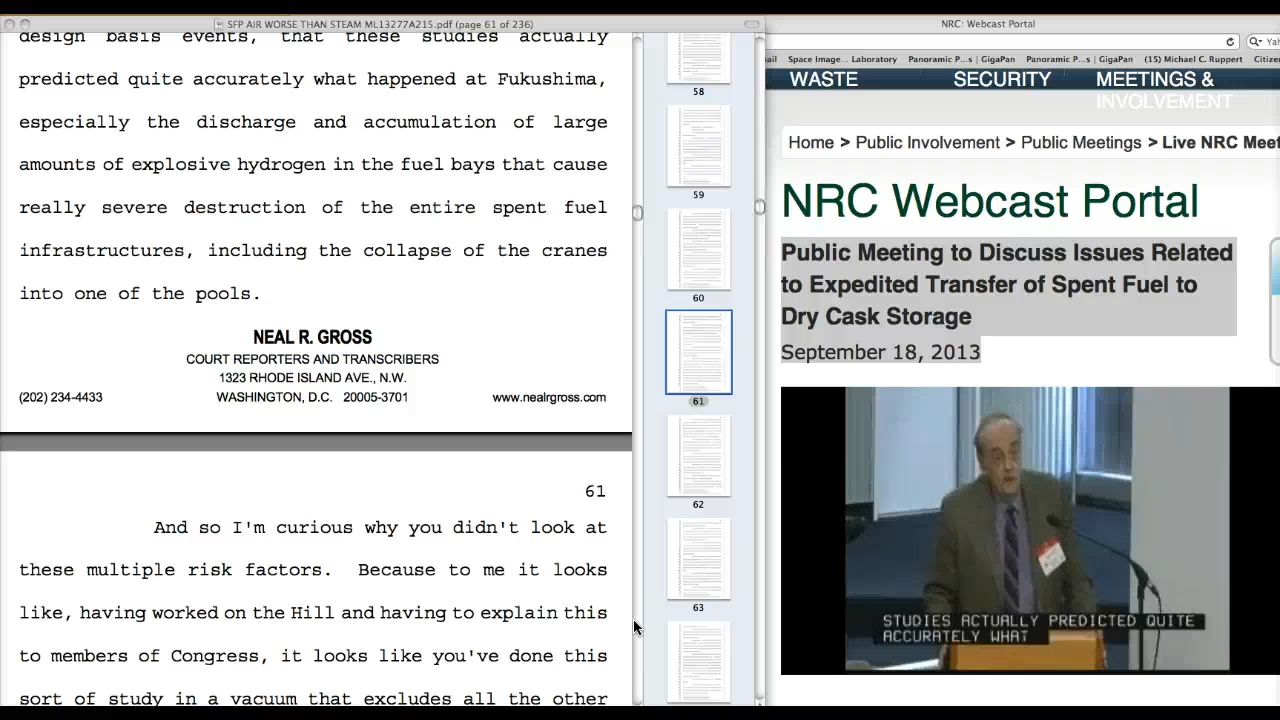 SFP AIR WORSE THAN STEAM ML13277A215.pdf (page 61 of 236)
design basis events, that these studies actually
predicted quite accurately what happened at Fukushima,
especially the discharge and accumulation of large
amounts of explosive hydrogen in the fuel bays that cause
really severe destruction of the entire spent fuel
infrastructures, including the collapse of the cranes
into one of the pools.
NEAL R. GROSS
COURT REPORTERS AND TRANSCRIBERS
1323 RHODE ISLAND AVE., N.W.
(202) 234-4433 WASHINGTON, D.C. 20005-3701 www.nealrgross.com
61
And so I'm curious why you didn't look at
these multiple risk factors. Because to me it looks
like, having worked on the Hill and having to explain this
to members of Congress, it looks like you've done this
sort of study in a vacuum that excludes all the other
58
59
60
61
62
63
NRC: Webcast Portal
Yah
ail Space Image.. Laboratory Panoramic ...t) GigaPan Panoramic P...s) GigaPan Michael C. Ruppert Citize
WASTE SECURITY MEETINGS &
INVOLVEMENT
Home > Public Involvement > Public Meetings > Live NRC Meet
NRC Webcast Portal
Public Meeting to Discuss Issues Related
to Expedited Transfer of Spent Fuel to
Dry Cask Storage
September 18, 2013
STUDIES ACTUALLY PREDICTED QUITE
ACCURATELY WHAT